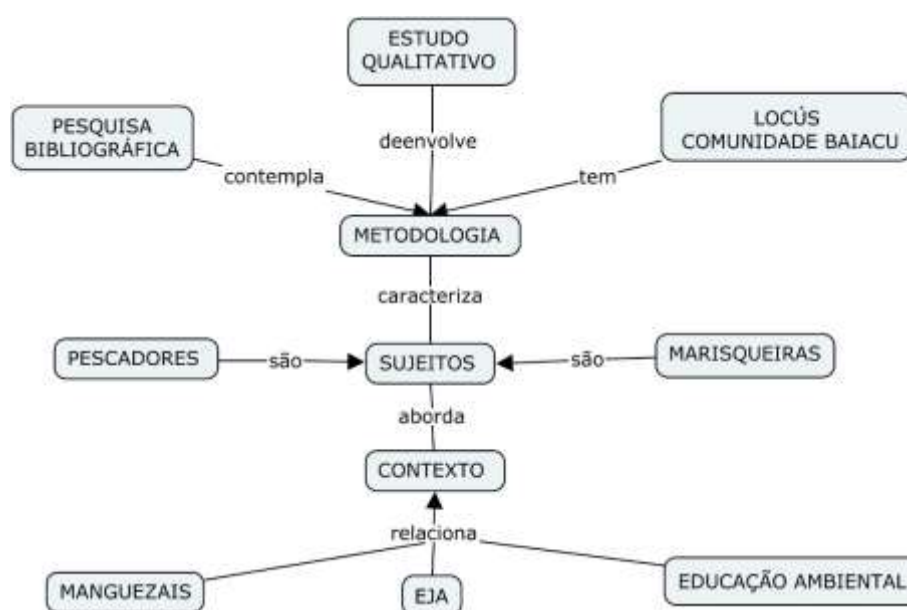 ESTUDO
QUALITATIVO
PESQUISA
BIBLIOGRÁFICA
LOCÚS
COMUNIDADE BAIACU
deenvolve
contempla
tem
METODOLOGIA
caracteriza
PESCADORES
são
SUJEITOS
são
MARISQUEIRAS
aborda
CONTEXTO
relaciona
MANGUEZAIS
EJA
EDUCAÇÃO AMBIENTAL